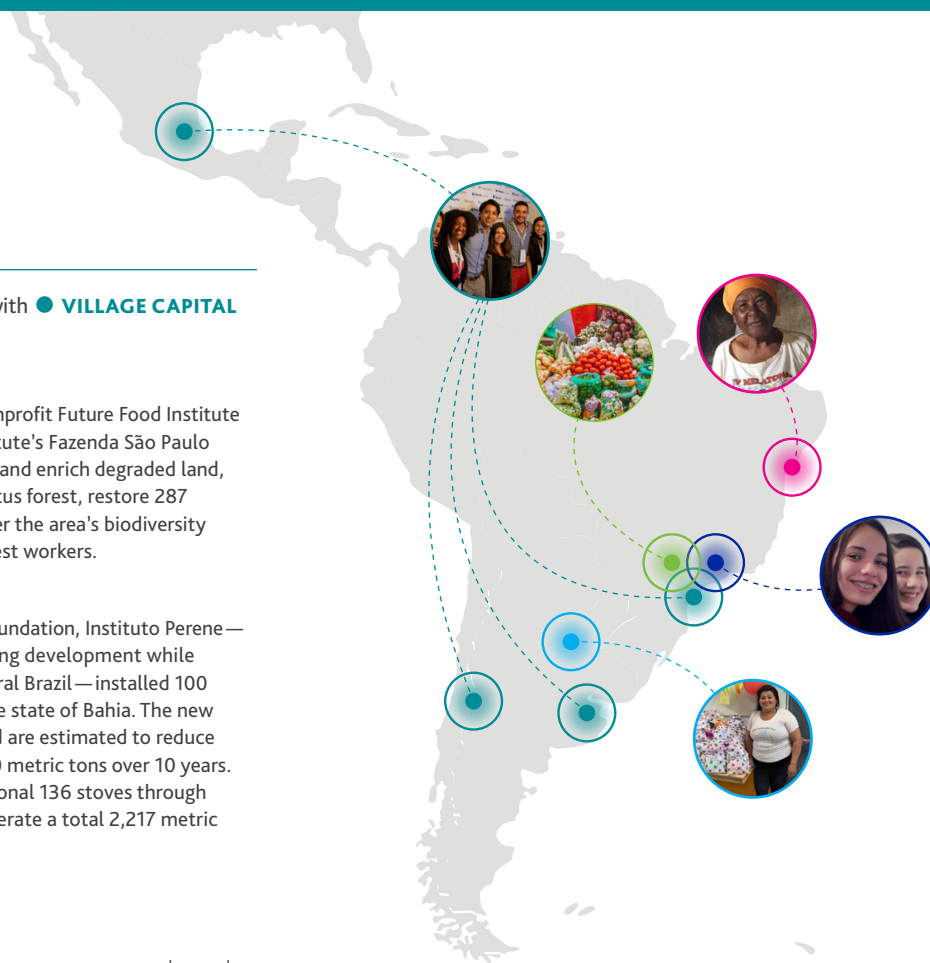 with ● VILLAGE CAPITAL
nprofit Future Food Institute
tute's Fazenda São Paulo
and enrich degraded land,
tus forest, restore 287
er the area's biodiversity
est workers.
undation, Instituto Perene—
ng development while
ral Brazil—installed 100
e state of Bahia. The new
d are estimated to reduce
0 metric tons over 10 years.
onal 136 stoves through
erate a total 2,217 metric